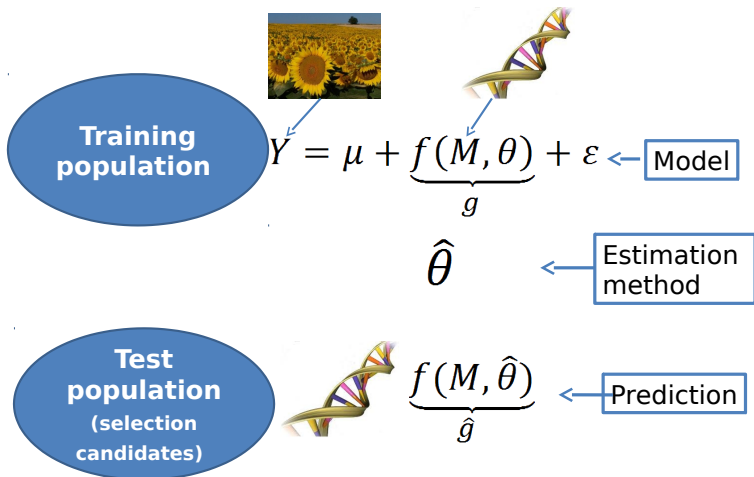 Training
population
Y = μ + f(M, θ) + ε
g
Model
θ̂
Estimation
method
Test
population
(selection
candidates)
f(M, θ̂)
ĝ
Prediction